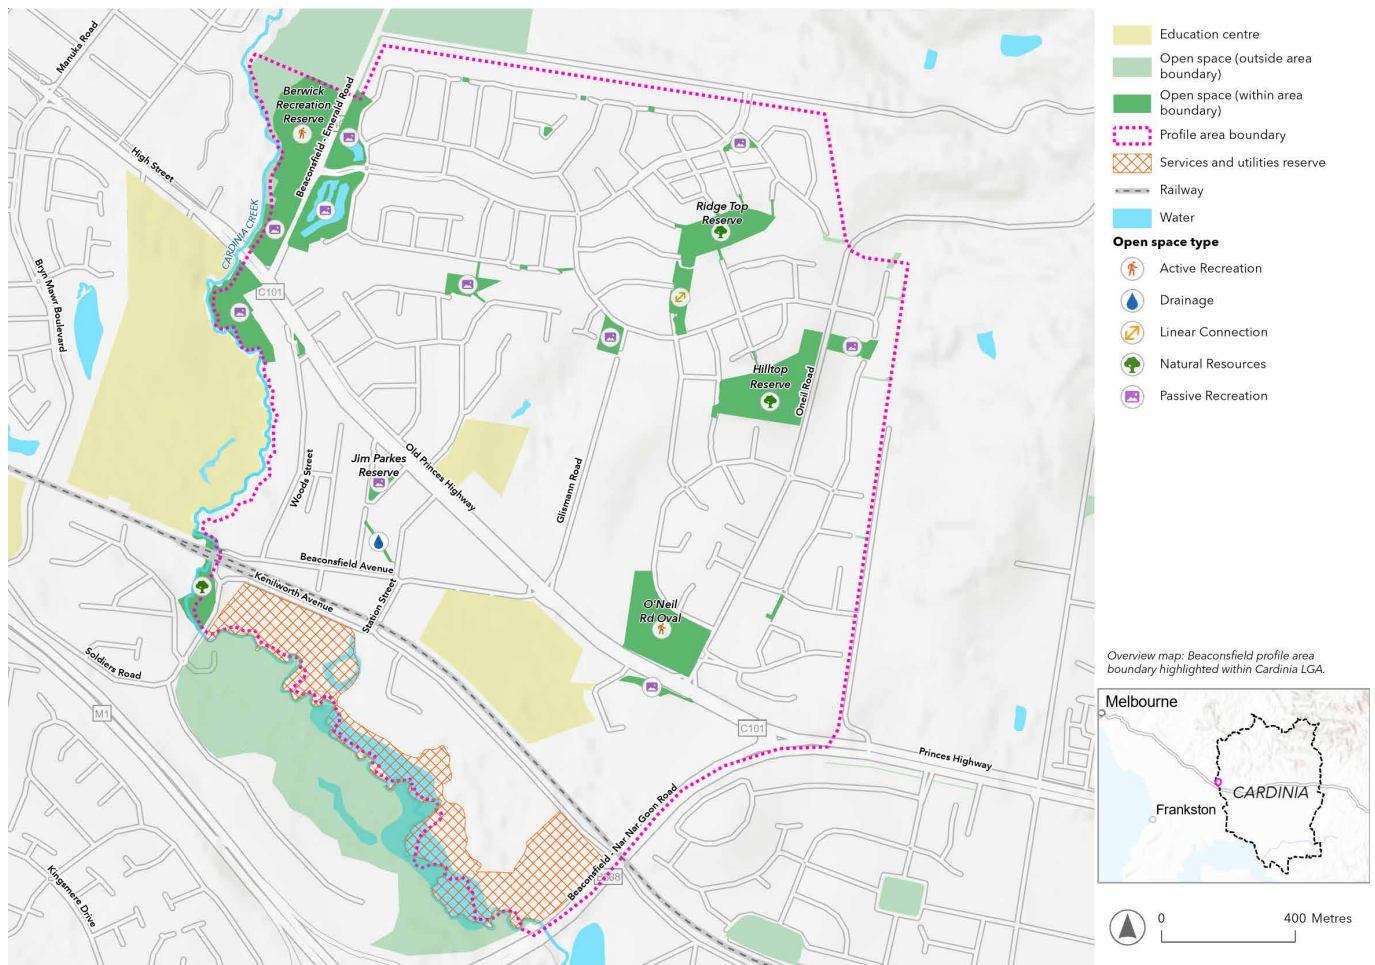 Manuka Road
High Street
Berwick
Recreation
Reserve
Beaconsfield - Emerald Road
CARDINIA CREEK
C101
Bryn Mawr Boulevard
Ridge Top
Reserve
Hilltop
Reserve
Oneil Road
Jim Parkes
Reserve
Old Princes Highway
Woods Street
Glismann Road
Beaconsfield Avenue
Kenilworth Avenue
Station Street
O'Neil
Rd Oval
Soldiers Road
M1
C101
Princes Highway
Beaconsfield - Nar Nar Goon Road
Kingsmere Drive
Education centre
Open space (outside area
boundary)
Open space (within area
boundary)
Profile area boundary
Services and utilities reserve
Railway
Water
Open space type
Active Recreation
Drainage
Linear Connection
Natural Resources
Passive Recreation
Overview map: Beaconsfield profile area
boundary highlighted within Cardinia LGA.
Melbourne
CARDINIA
Frankston
0 400 Metres